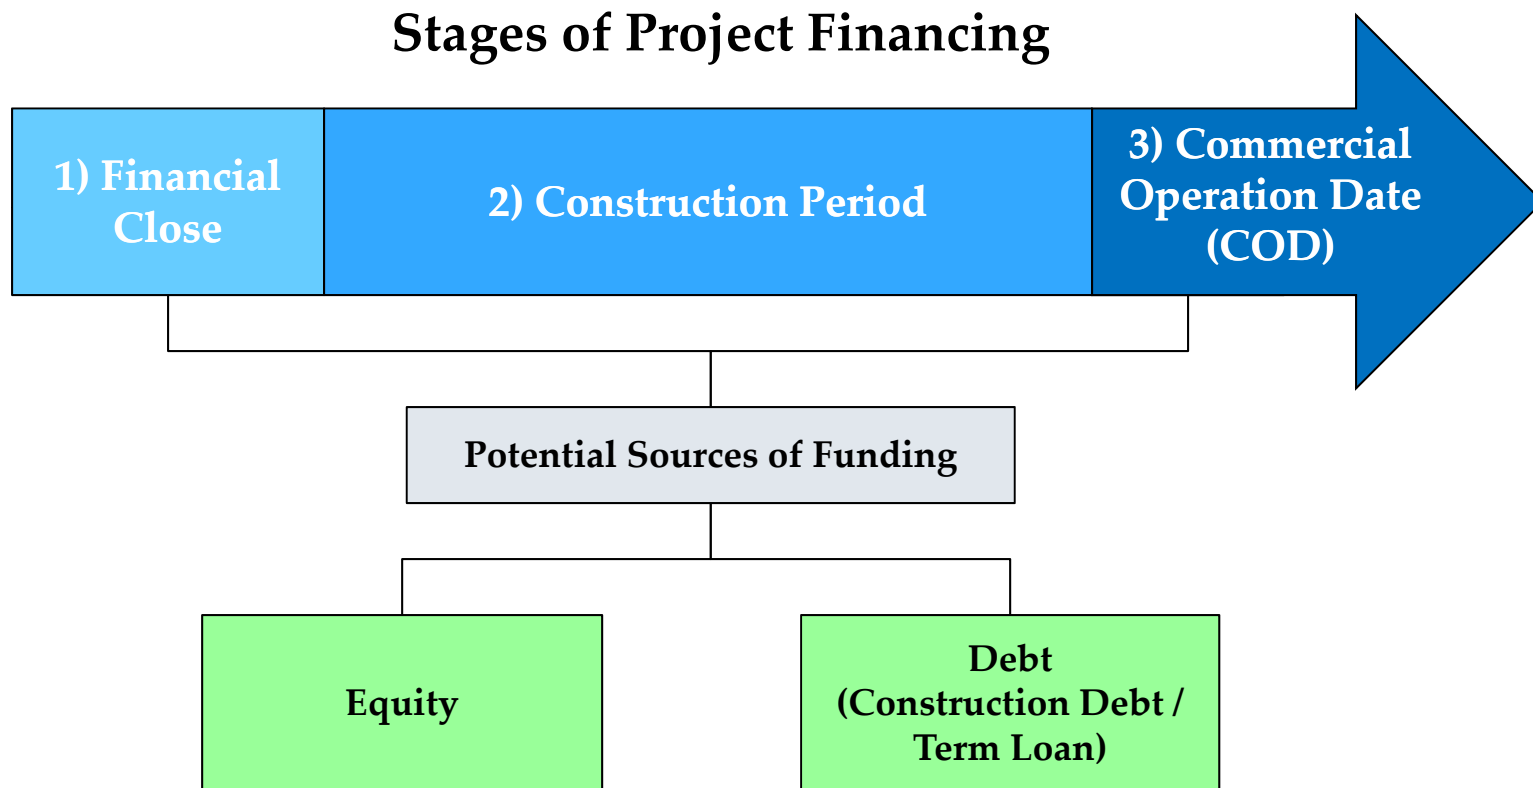 Stages of Project Financing
1) Financial
Close
2) Construction Period
3) Commercial
Operation Date
(COD)
Potential Sources of Funding
Equity
Debt
(Construction Debt /
Term Loan)